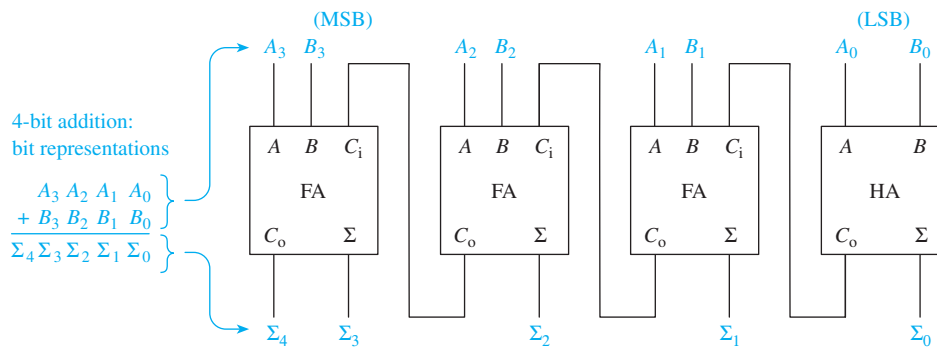 (MSB) (LSB)
A₃ B₃ A₂ B₂ A₁ B₁ A₀ B₀
4-bit addition:
bit representations
A₃ A₂ A₁ A₀
+ B₃ B₂ B₁ B₀
Σ₄ Σ₃ Σ₂ Σ₁ Σ₀
A B Cᵢ A B Cᵢ A B Cᵢ A B
FA FA FA HA
Cₒ Σ Cₒ Σ Cₒ Σ Cₒ Σ
Σ₄ Σ₃ Σ₂ Σ₁ Σ₀